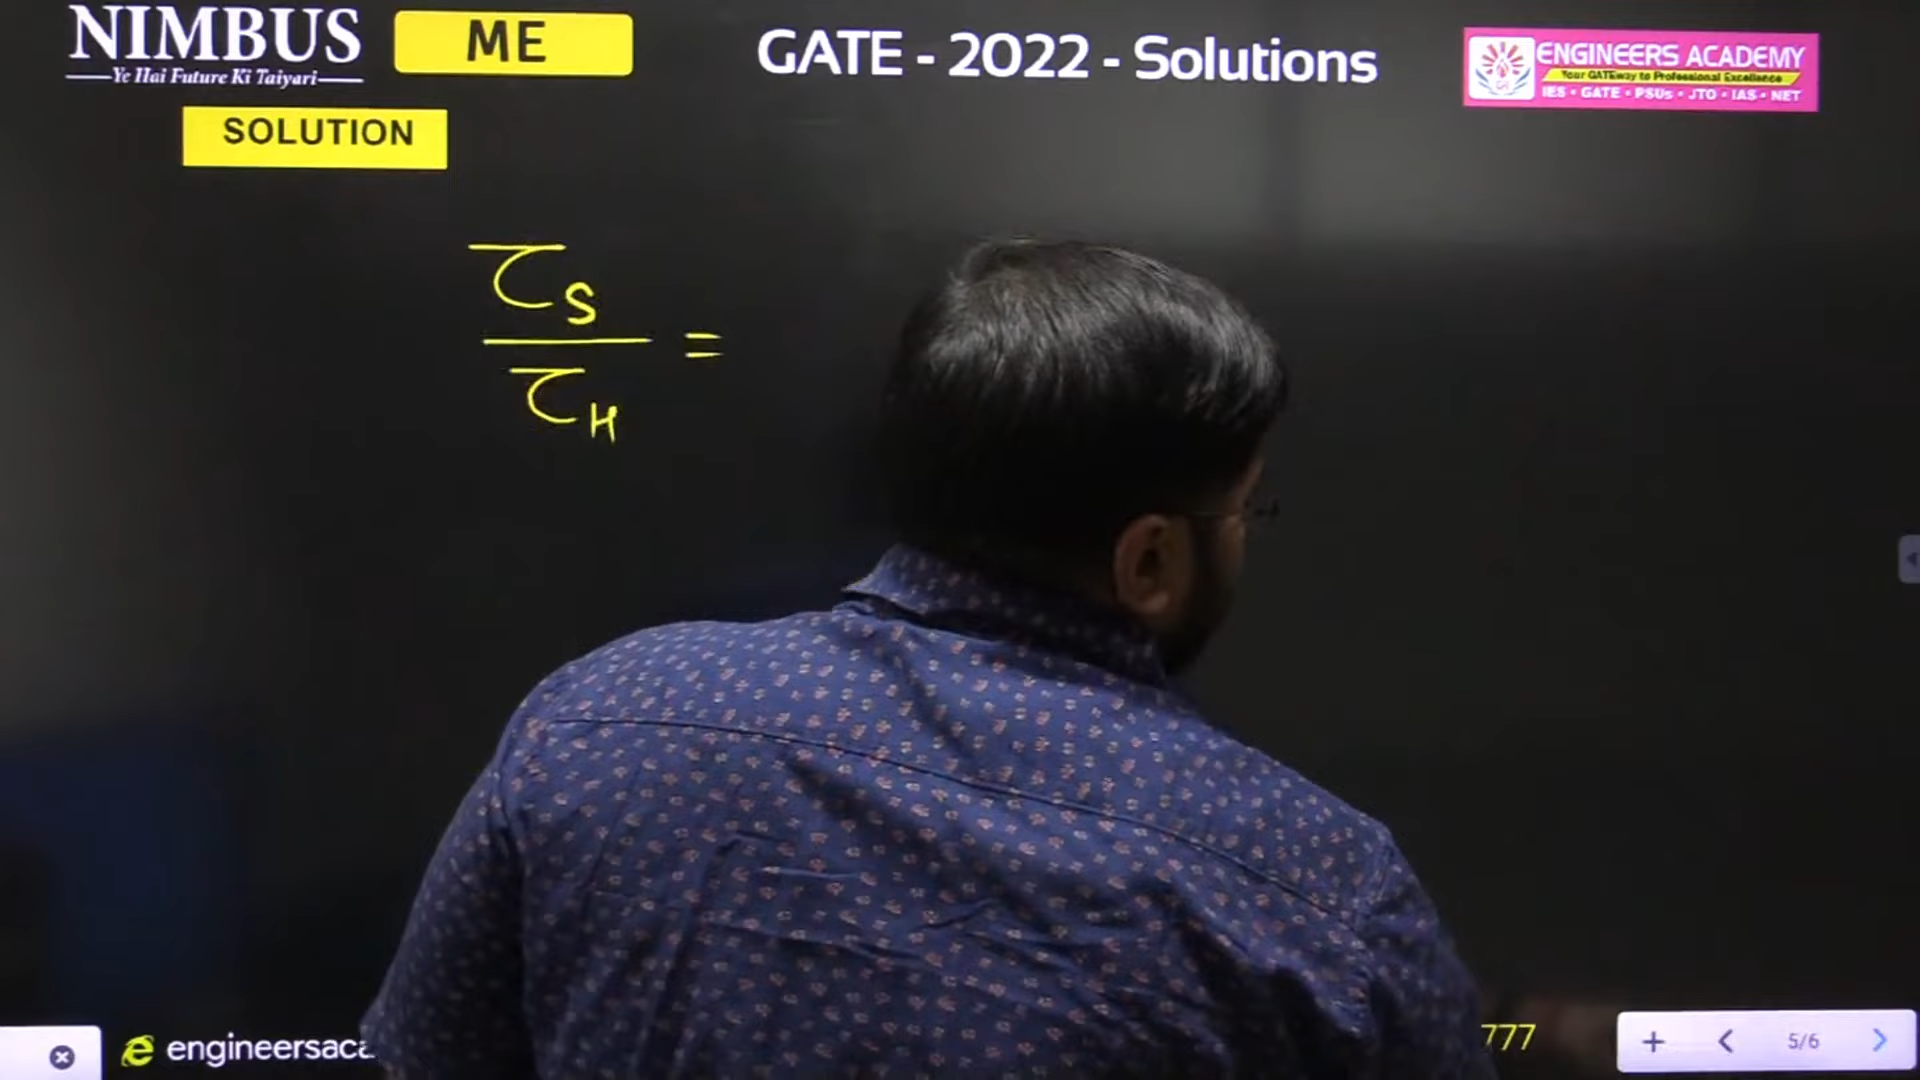 NIMBUS
Ye Hai Future Ki Taiyari
ME
GATE - 2022 - Solutions
ENGINEERS ACADEMY
Your GATEway to Professional Excellence
IES • GATE • PSUs • JTO • IAS • NET
SOLUTION
τS
=
τH
engineersaca
777
5/6